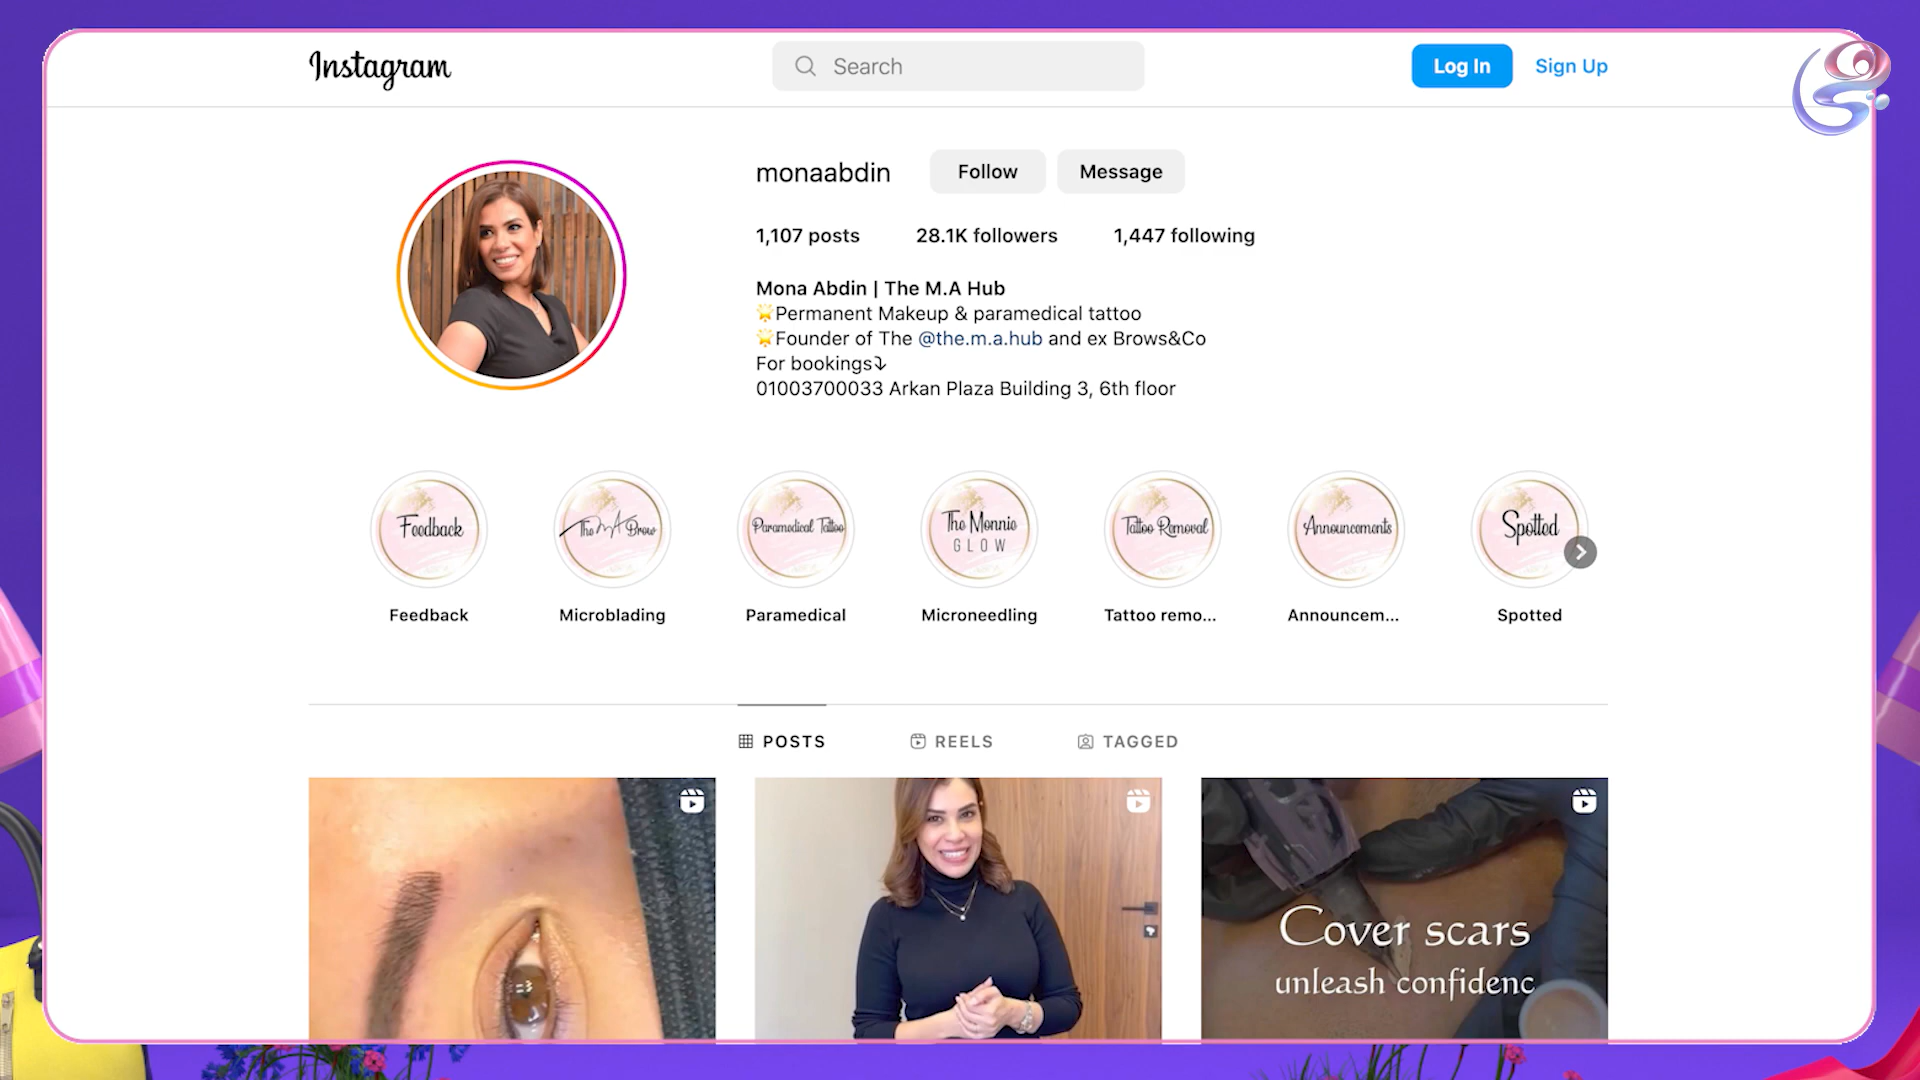 Instagram
Search
Log In
Sign Up
monaabdin
Follow
Message
1,107 posts
28.1K followers
1,447 following
Mona Abdin | The M.A Hub
🌟Permanent Makeup & paramedical tattoo
🌟Founder of The @the.m.a.hub and ex Brows&Co
For bookings⤵
01003700033 Arkan Plaza Building 3, 6th floor
Feedback
The MA Brow
Paramedical Tattoo
The Monnie
GLOW
Tattoo Removal
Announcements
Spotted
Feedback
Microblading
Paramedical
Microneedling
Tattoo remo...
Announcem...
Spotted
POSTS
REELS
TAGGED
Cover scars
unleash confidenc